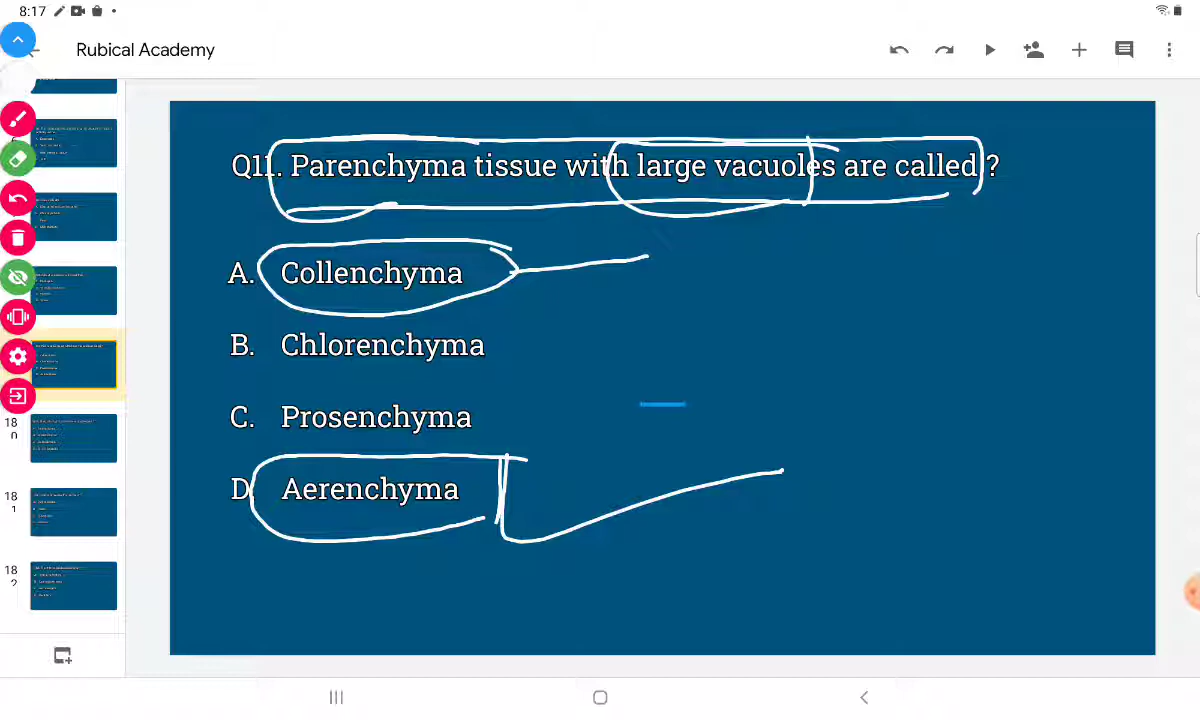 8:17
Rubical Academy
Q11. Parenchyma tissue with large vacuoles are called ?
A. Collenchyma
B. Chlorenchyma
C. Prosenchyma
D. Aerenchyma
18
0
18
1
18
2